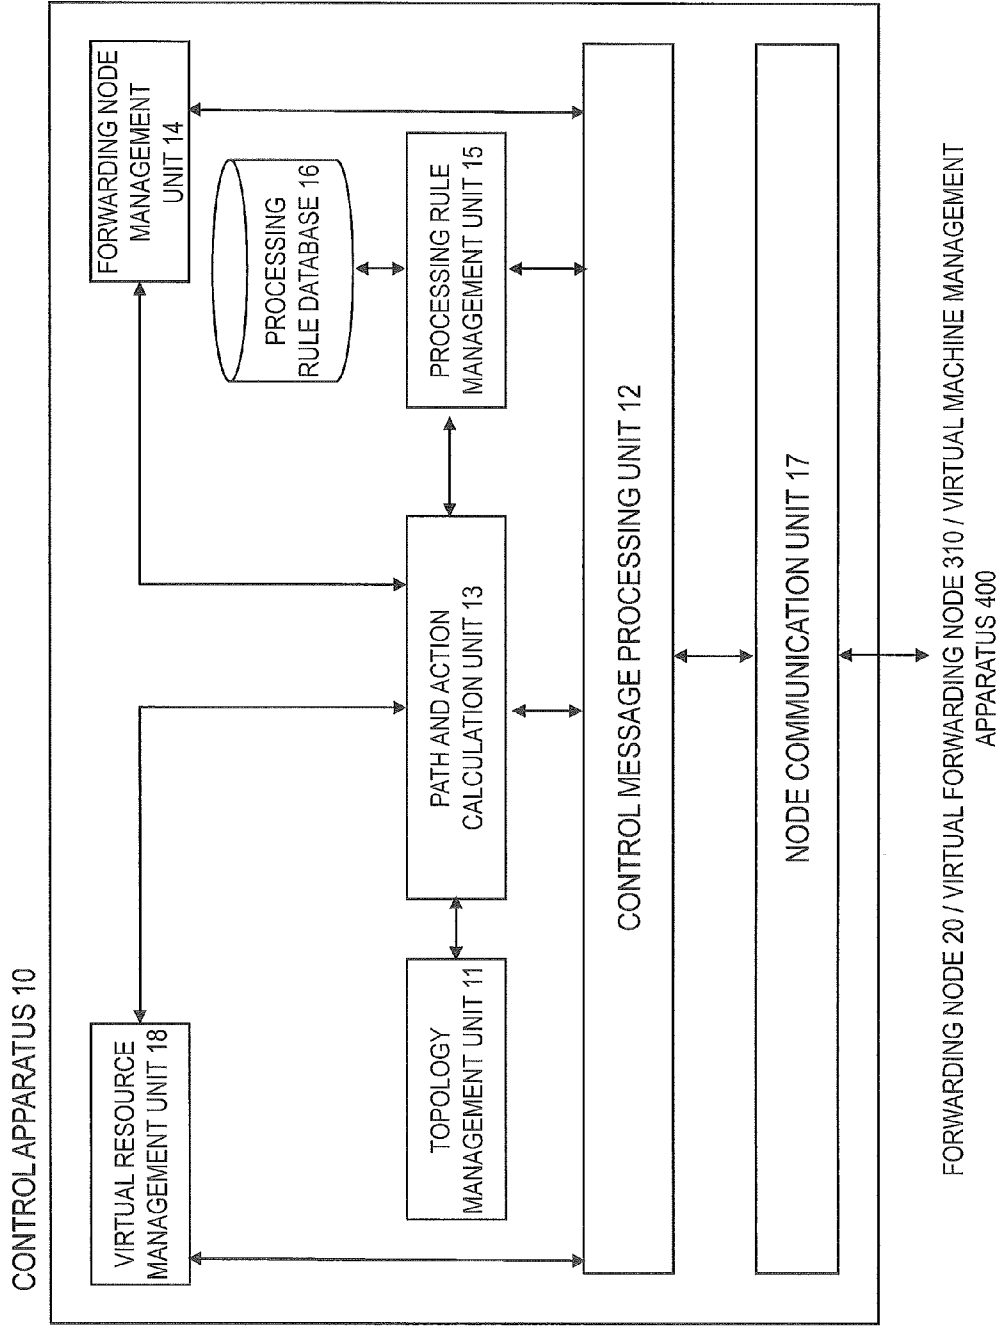 CONTROL APPARATUS 10
VIRTUAL RESOURCE
MANAGEMENT UNIT 18
FORWARDING NODE
MANAGEMENT
UNIT 14
PROCESSING
RULE DATABASE 16
TOPOLOGY
MANAGEMENT UNIT 11
PATH AND ACTION
CALCULATION UNIT 13
PROCESSING RULE
MANAGEMENT UNIT 15
CONTROL MESSAGE PROCESSING UNIT 12
NODE COMMUNICATION UNIT 17
FORWARDING NODE 20 / VIRTUAL FORWARDING NODE 310 / VIRTUAL MACHINE MANAGEMENT
APPARATUS 400